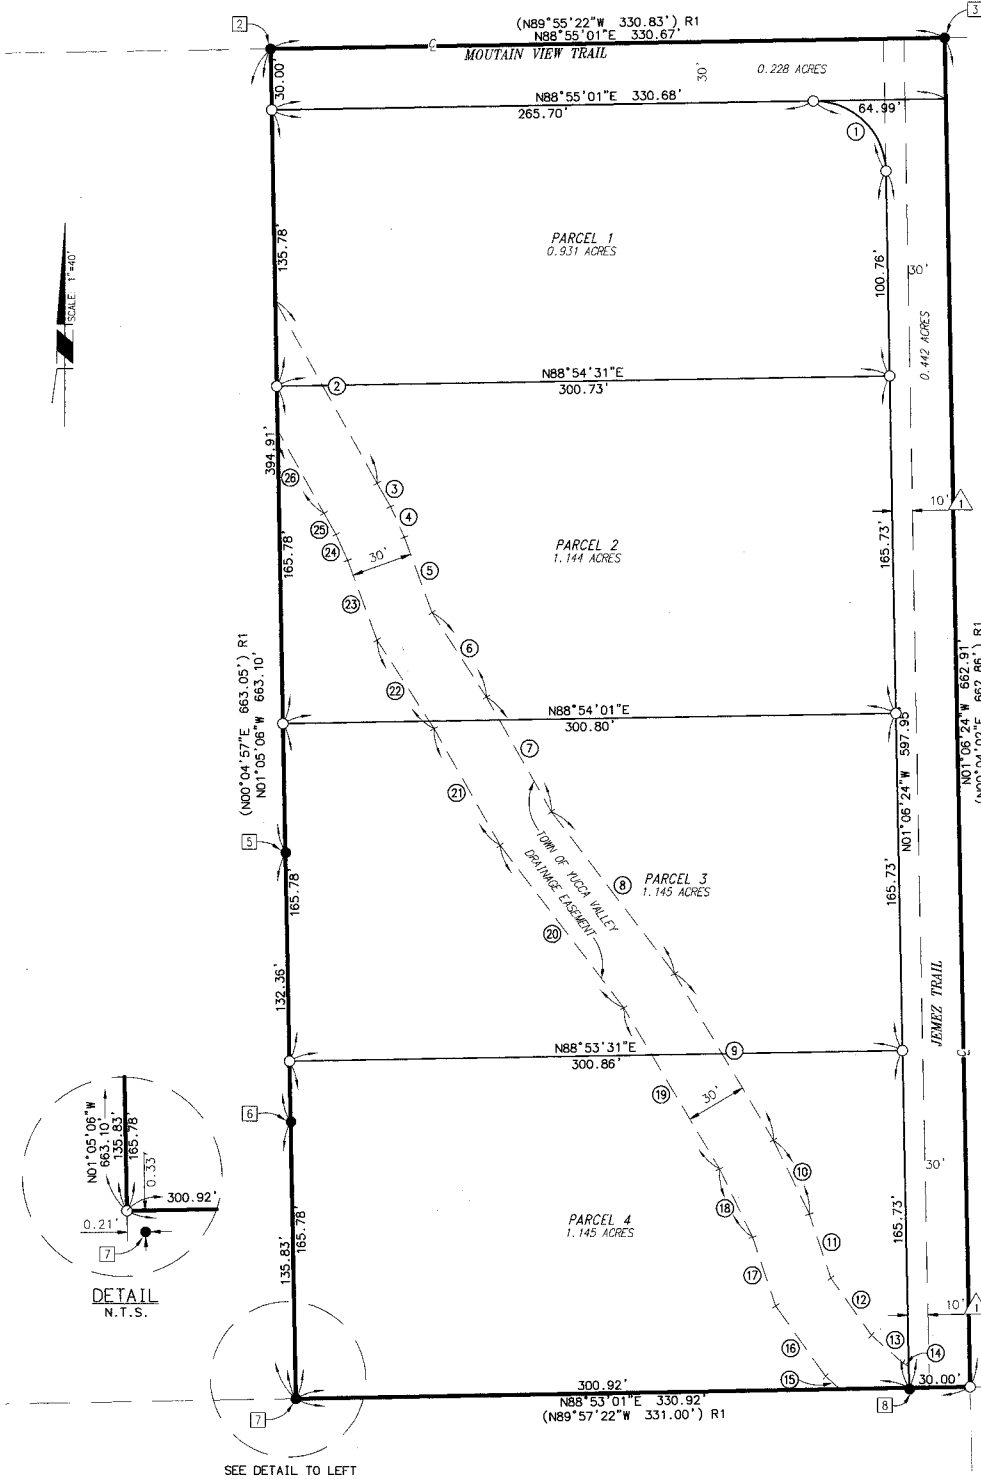 (N89°55'22"W 330.83') R1
N88°55'01"E 330.67'
2
3
MOUTAIN VIEW TRAIL
30.00'
30'
0.228 ACRES
N88°55'01"E 330.68'
265.70'
64.99'
1
135.78'
PARCEL 1
0.931 ACRES
100.76'
30'
SCALE: 1"=40'
0.442 ACRES
N88°54'31"E
300.73'
2
394.91'
26
3
4
25
24
30'
5
23
165.78'
PARCEL 2
1.144 ACRES
165.73'
10'
1
6
22
(N00°04'57"E 663.05') R1
N01°05'06"W 663.10'
N88°54'01"E
300.80'
7
21
N01°06'24"W 597.95'
N01°06'24"W 662.91'
(N00°04'02"E 662.86') R1
5
165.78'
TOWN OF YUCCA VALLEY
DRAINAGE EASEMENT
8
PARCEL 3
1.145 ACRES
165.73'
20
132.36'
JEMEZ TRAIL
N88°53'31"E
300.86'
9
19
30'
6
N01°05'06"W
663.10'
135.83'
165.78'
0.33
300.92'
0.21'
7
DETAIL
N.T.S.
10
30'
18
11
PARCEL 4
1.145 ACRES
165.73'
135.83'
165.78'
17
12
10'
1
13
16
14
15
300.92'
30.00'
N88°53'01"E 330.92'
(N89°57'22"W 331.00') R1
7
8
SEE DETAIL TO LEFT